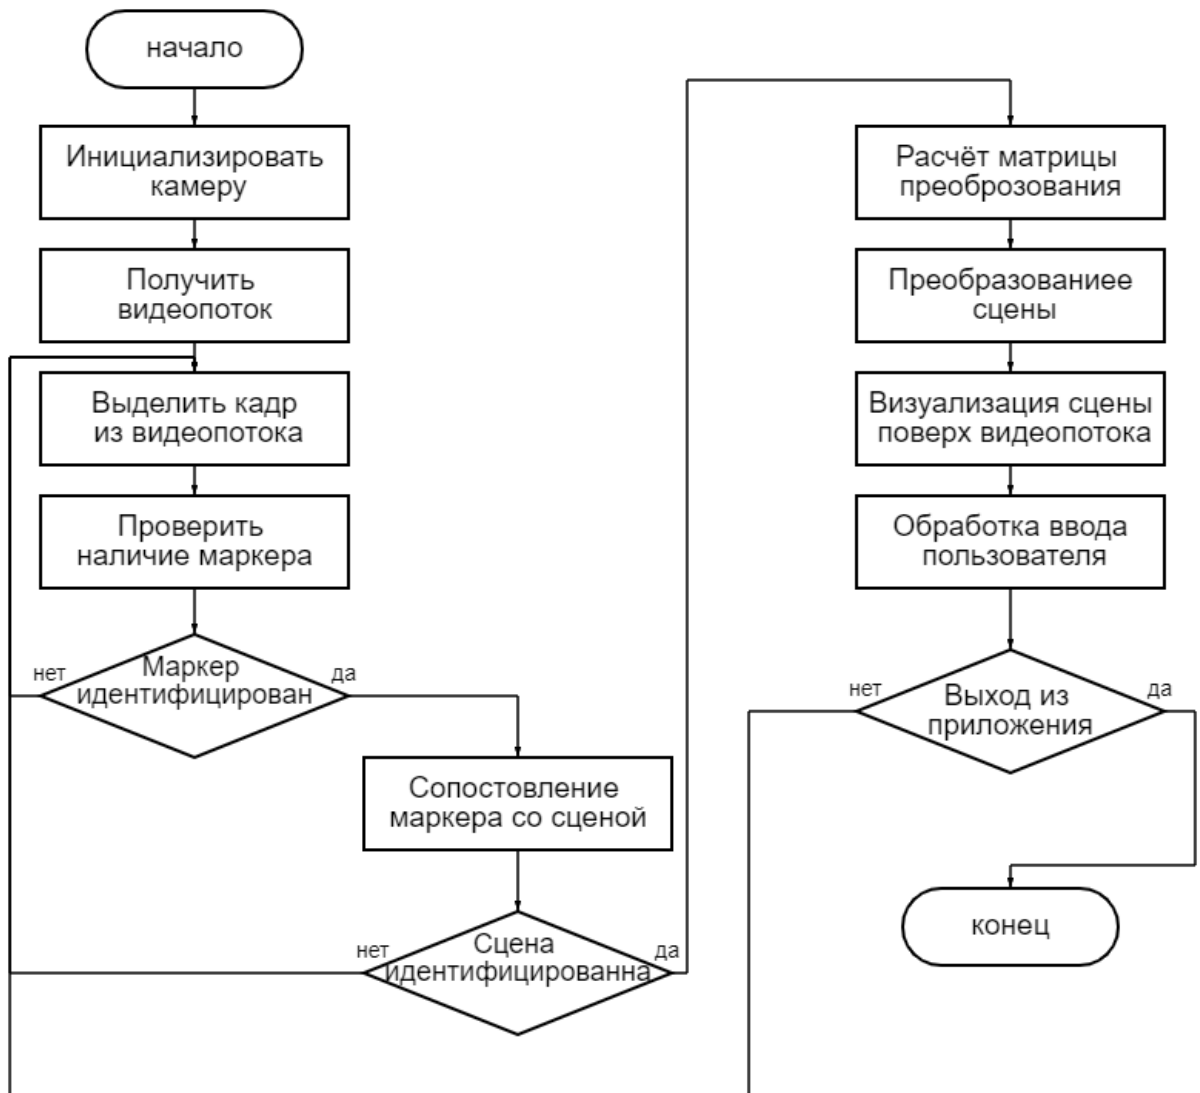 начало
Инициализировать
камеру
Получить
видеопоток
Выделить кадр
из видеопотока
Проверить
наличие маркера
нет
да
Маркер
идентифицирован
Сопостовление
маркера со сценой
нет
да
Сцена
идентифицированна
Расчёт матрицы
преоброзования
Преобразованиее
сцены
Визуализация сцены
поверх видеопотока
Обработка ввода
пользователя
нет
да
Выход из
приложения
конец